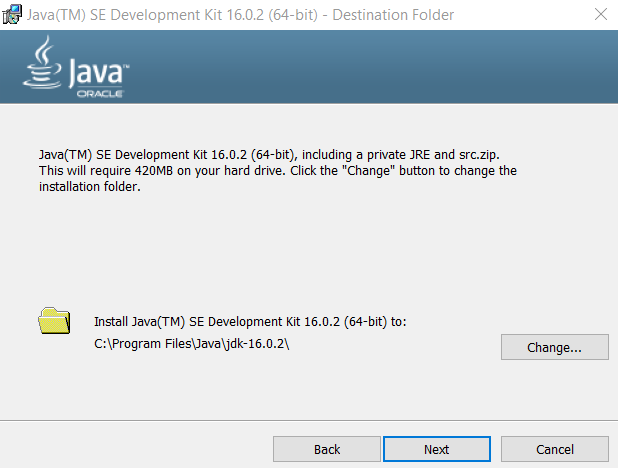 Java(TM) SE Development Kit 16.0.2 (64-bit) - Destination Folder
Java™
ORACLE
Java(TM) SE Development Kit 16.0.2 (64-bit), including a private JRE and src.zip.
This will require 420MB on your hard drive. Click the "Change" button to change the
installation folder.
Install Java(TM) SE Development Kit 16.0.2 (64-bit) to:
C:\Program Files\Java\jdk-16.0.2\
Change...
Back
Next
Cancel